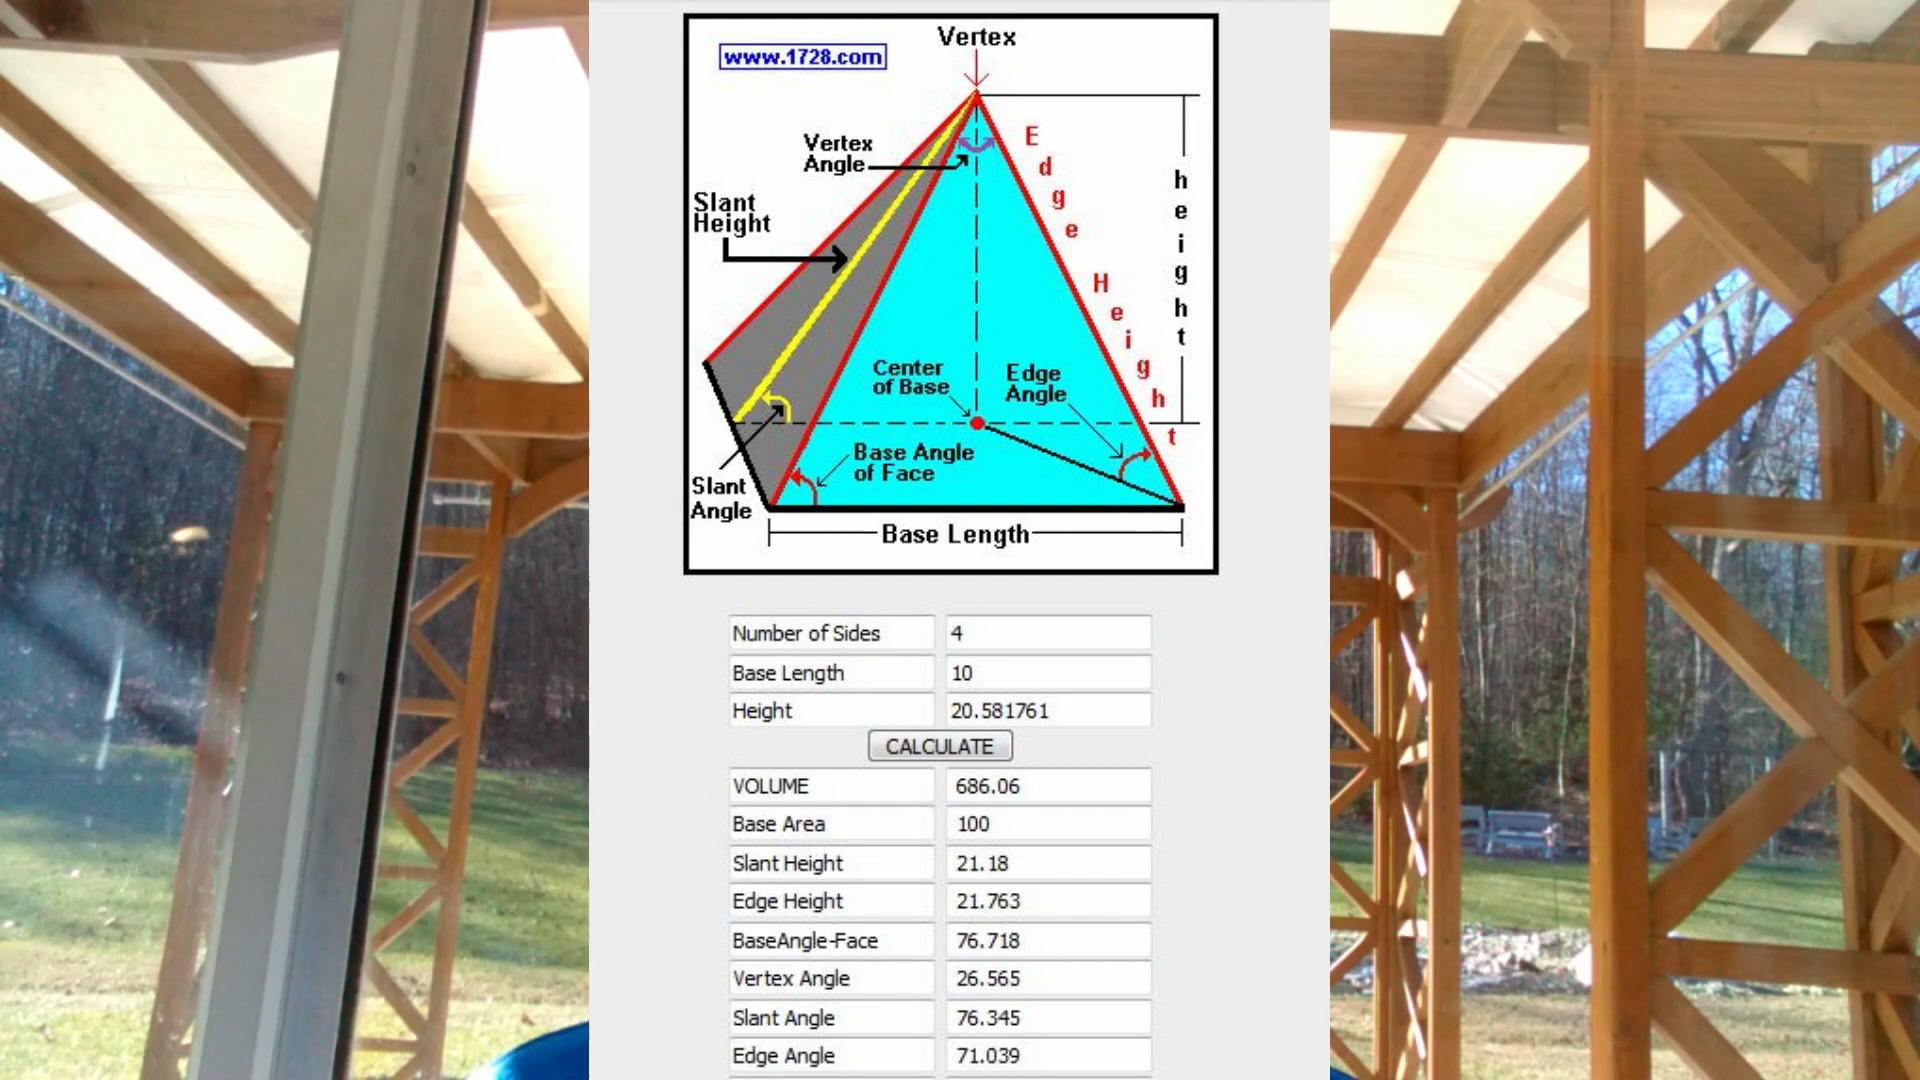 Vertex
www.1728.com
Vertex
Angle
Edge Height
height
Slant
Height
Center
of Base
Edge
Angle
Base Angle
of Face
Slant
Angle
Base Length
Number of Sides 4
Base Length 10
Height 20.581761
CALCULATE
VOLUME 686.06
Base Area 100
Slant Height 21.18
Edge Height 21.763
BaseAngle-Face 76.718
Vertex Angle 26.565
Slant Angle 76.345
Edge Angle 71.039